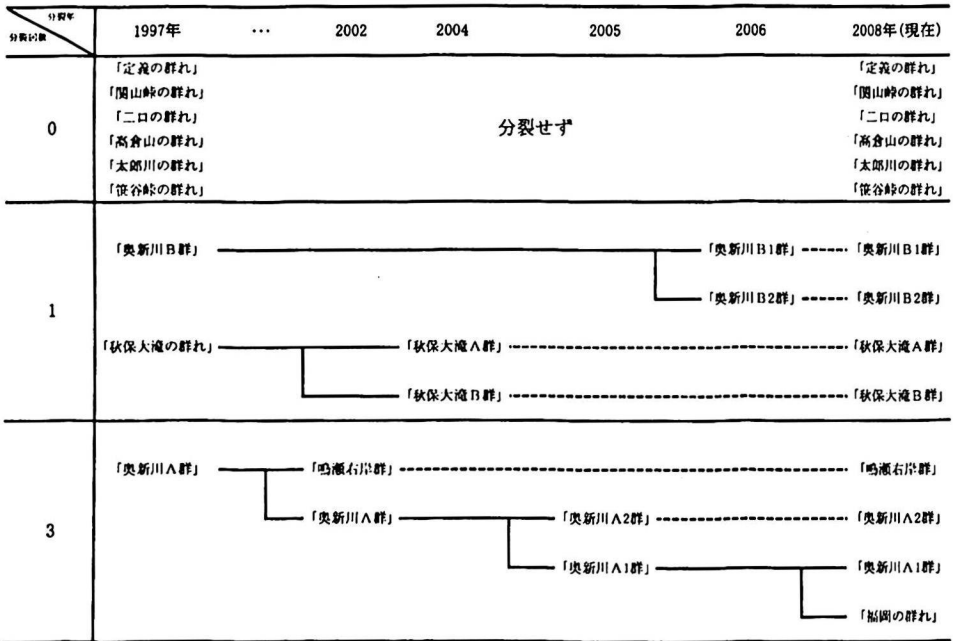 分裂年
分裂回数
1997年 … 2002 2004 2005 2006 2008年(現在)
0
「定義の群れ」 「定義の群れ」
「関山峠の群れ」 「関山峠の群れ」
「二口の群れ」 「二口の群れ」
「高倉山の群れ」 分裂せず 「高倉山の群れ」
「太郎川の群れ」 「太郎川の群れ」
「笹谷峠の群れ」 「笹谷峠の群れ」
1
「奥新川B群」 「奥新川B1群」 「奥新川B1群」
「奥新川B2群」 「奥新川B2群」
「秋保大滝の群れ」 「秋保大滝A群」 「秋保大滝A群」
「秋保大滝B群」 「秋保大滝B群」
3
「奥新川A群」 「鳴瀬右岸群」 「鳴瀬右岸群」
「奥新川A群」 「奥新川A2群」 「奥新川A2群」
「奥新川A1群」 「奥新川A1群」
「福岡の群れ」